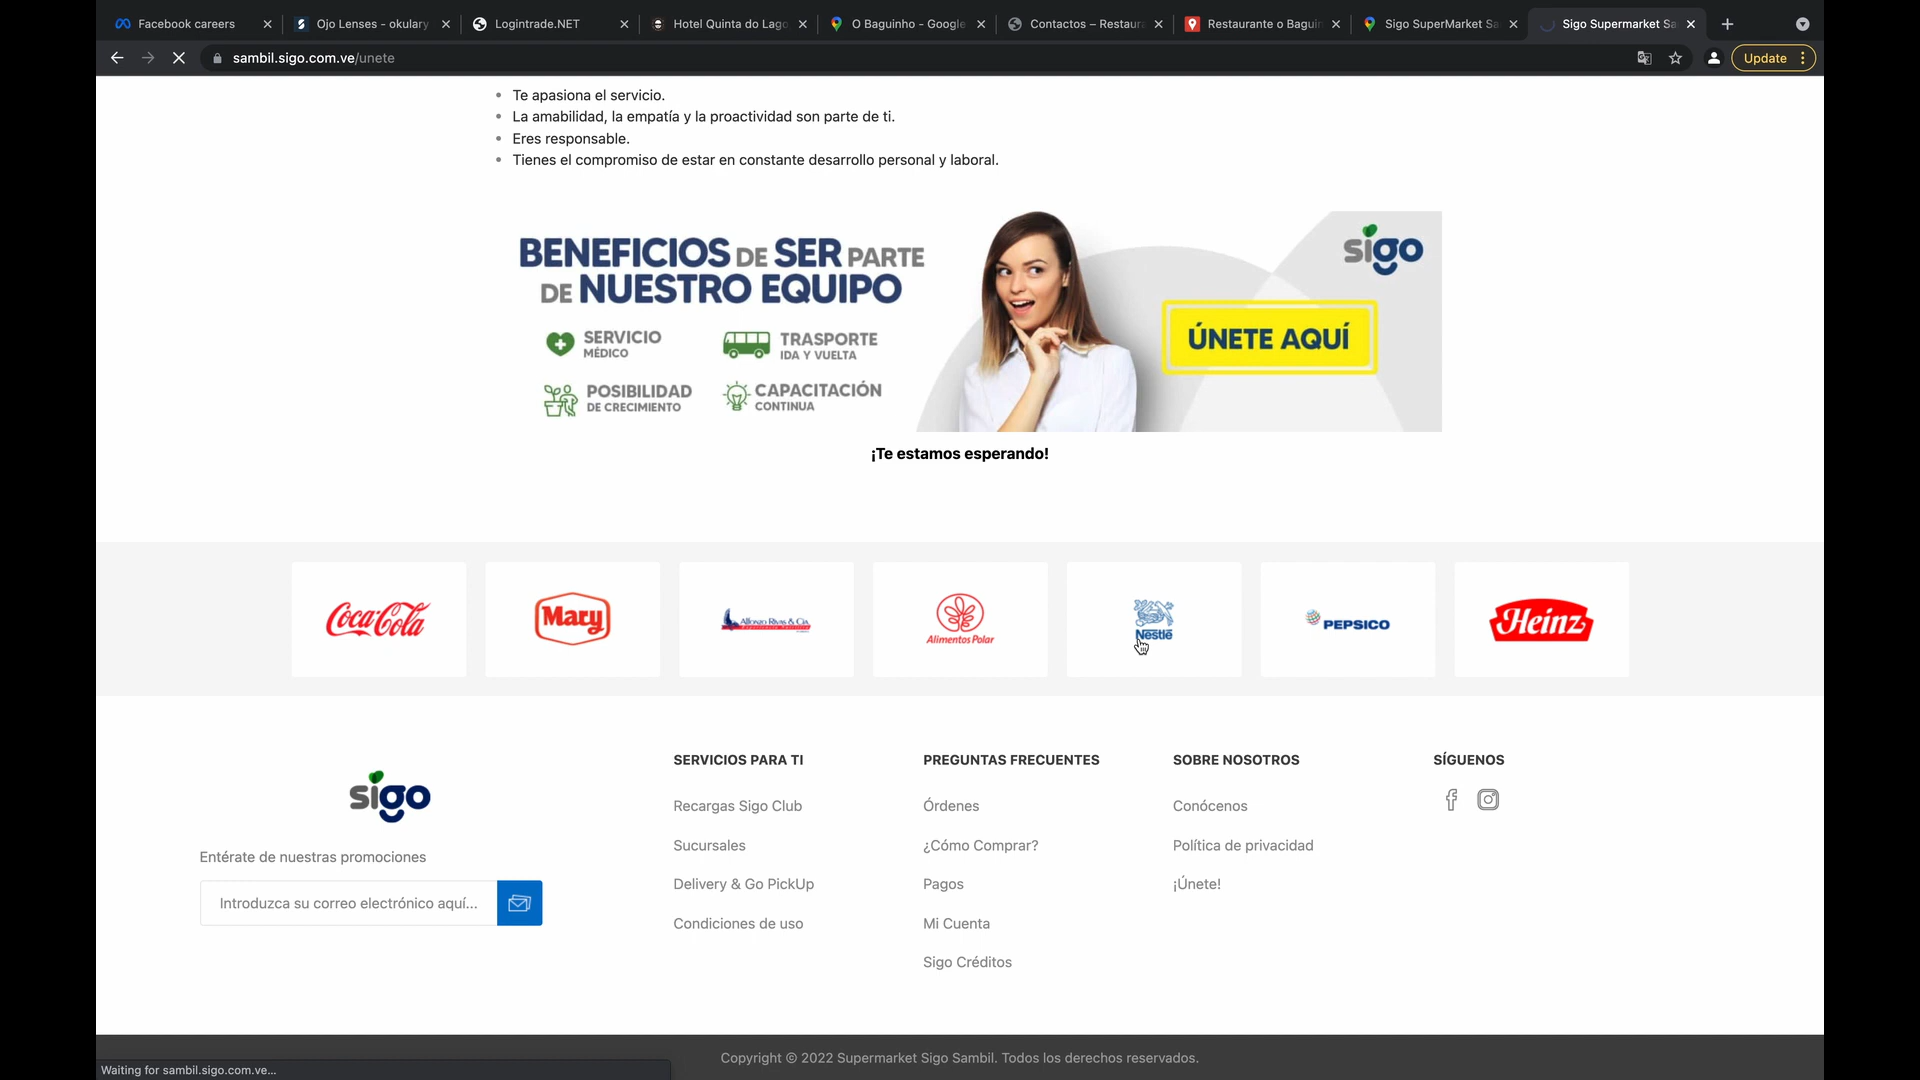 Facebook careers
Ojo Lenses - okulary
Logintrade.NET
Hotel Quinta do Lago
O Baguinho - Google
Contactos – Restaura
Restaurante o Baguin
Sigo SuperMarket Sa
Sigo Supermarket Sa
sambil.sigo.com.ve/unete
Update
Te apasiona el servicio.
La amabilidad, la empatía y la proactividad son parte de ti.
Eres responsable.
Tienes el compromiso de estar en constante desarrollo personal y laboral.
BENEFICIOS DE SER PARTE
DE NUESTRO EQUIPO
SERVICIO
MÉDICO
TRASPORTE
IDA Y VUELTA
POSIBILIDAD
DE CRECIMIENTO
CAPACITACIÓN
CONTINUA
sigo
ÚNETE AQUÍ
¡Te estamos esperando!
Coca-Cola
Mary
Alfonzo Rivas & Cía.
Alimentos Polar
Nestlé
PEPSICO
Heinz
sigo
Entérate de nuestras promociones
Introduzca su correo electrónico aquí...
SERVICIOS PARA TI
Recargas Sigo Club
Sucursales
Delivery & Go PickUp
Condiciones de uso
PREGUNTAS FRECUENTES
Órdenes
¿Cómo Comprar?
Pagos
Mi Cuenta
Sigo Créditos
SOBRE NOSOTROS
Conócenos
Política de privacidad
¡Únete!
SÍGUENOS
Copyright © 2022 Supermarket Sigo Sambil. Todos los derechos reservados.
Waiting for sambil.sigo.com.ve...